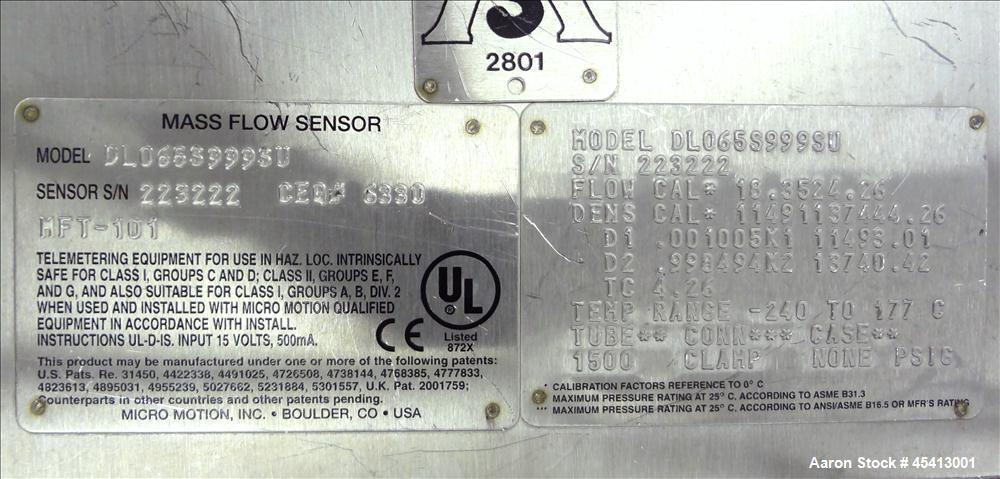 2801
MASS FLOW SENSOR
MODEL DL065S999SU
SENSOR S/N 223222 CEQ# 6330
MFT-101
TELEMETERING EQUIPMENT FOR USE IN HAZ. LOC. INTRINSICALLY
SAFE FOR CLASS I, GROUPS C AND D; CLASS II, GROUPS E, F,
AND G, AND ALSO SUITABLE FOR CLASS I, GROUPS A, B, DIV. 2
WHEN USED AND INSTALLED WITH MICRO MOTION QUALIFIED
EQUIPMENT IN ACCORDANCE WITH INSTALL.
INSTRUCTIONS UL-D-IS. INPUT 15 VOLTS, 500mA.
CE
UL
®
Listed
872X
This product may be manufactured under one or more of the following patents:
U.S. Pats. Re. 31450, 4422338, 4491025, 4726508, 4738144, 4768385, 4777833,
4823613, 4895031, 4955239, 5027662, 5231884, 5301557, U.K. Pat. 2001759;
Counterparts in other countries and other patents pending.
MICRO MOTION, INC. • BOULDER, CO • USA
MODEL DL065S999SU
S/N 223222
FLOW CAL* 18.3524.26
DENS CAL* 11491137444.26
D1 .001005K1 11493.01
D2 .998494K2 13740.42
TC 4.26
TEMP RANGE -240 TO 177 C
TUBE** CONN*** CASE**
1500 CLAMP NONE PSIG
* CALIBRATION FACTORS REFERENCE TO 0° C
** MAXIMUM PRESSURE RATING AT 25° C, ACCORDING TO ASME B31.3
*** MAXIMUM PRESSURE RATING AT 25° C, ACCORDING TO ANSI/ASME B16.5 OR MFR'S RATING
Aaron Stock # 45413001